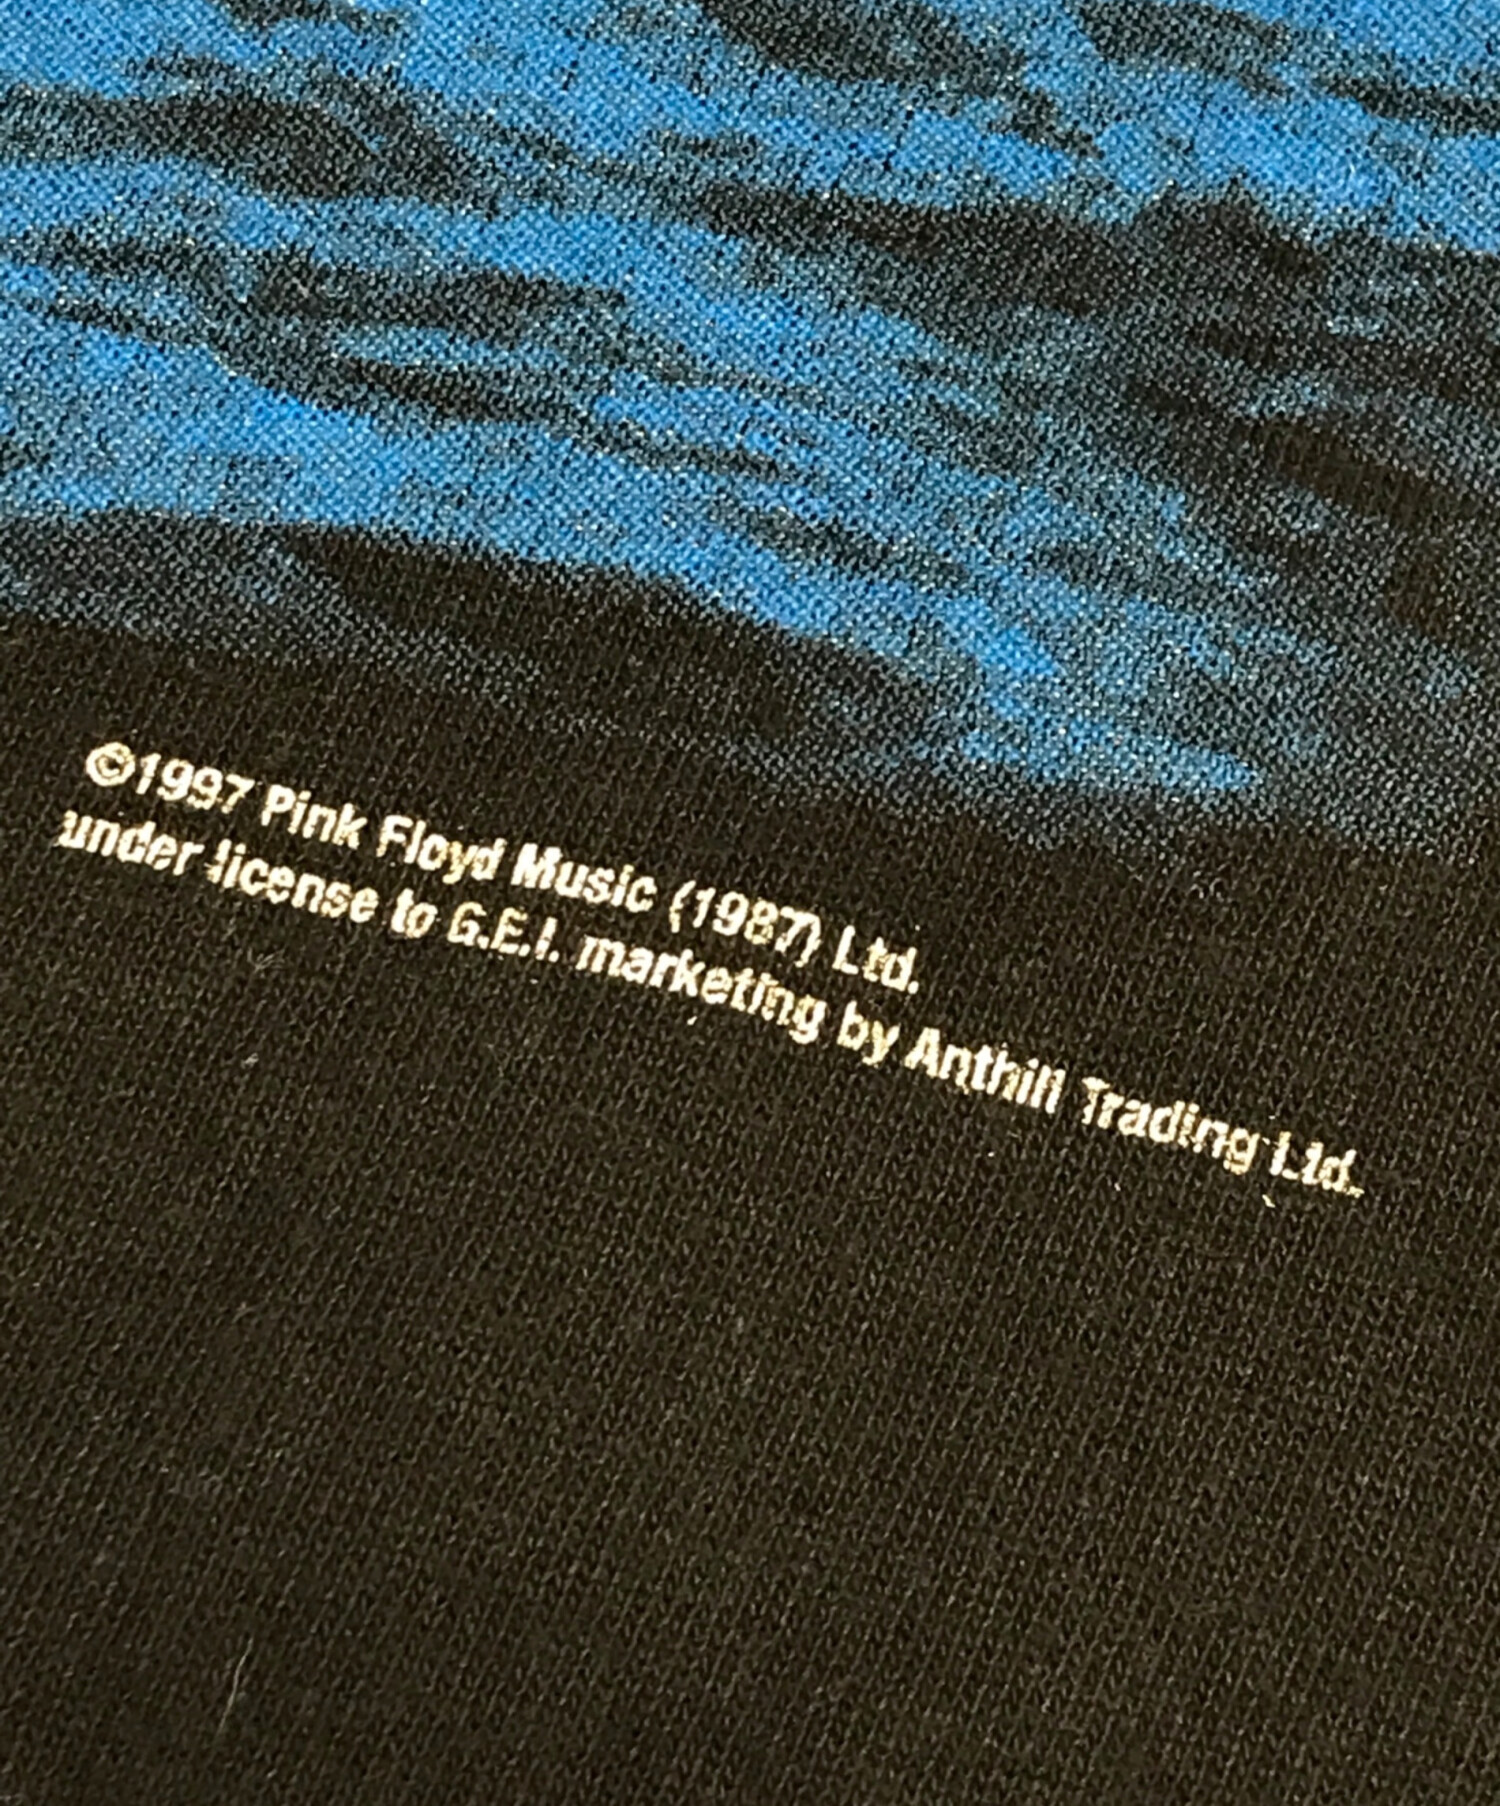 ©1997 Pink Floyd Music (1987) Ltd.
under license to G.E.I. marketing by Anthill Trading Ltd.